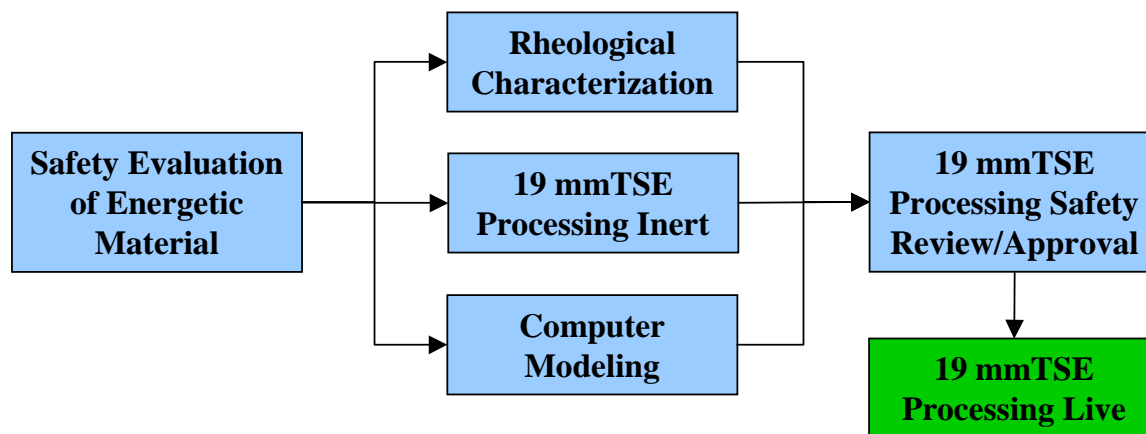 Rheological
Characterization
Safety Evaluation
of Energetic
Material
19 mmTSE
Processing Inert
Computer
Modeling
19 mmTSE
Processing Safety
Review/Approval
19 mmTSE
Processing Live